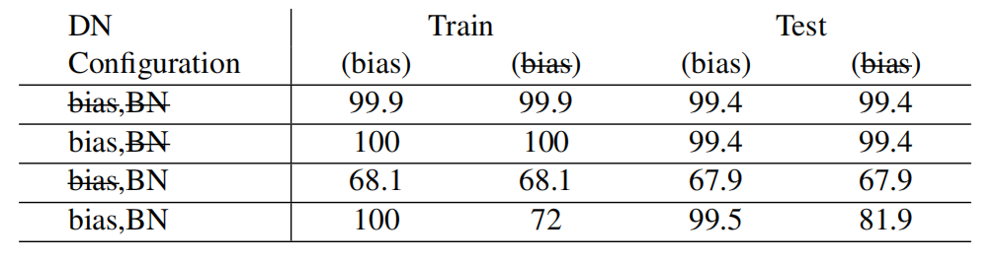 DN Train Test
Configuration (bias) (bias) (bias) (bias)
bias,BN 99.9 99.9 99.4 99.4
bias,BN 100 100 99.4 99.4
bias,BN 68.1 68.1 67.9 67.9
bias,BN 100 72 99.5 81.9